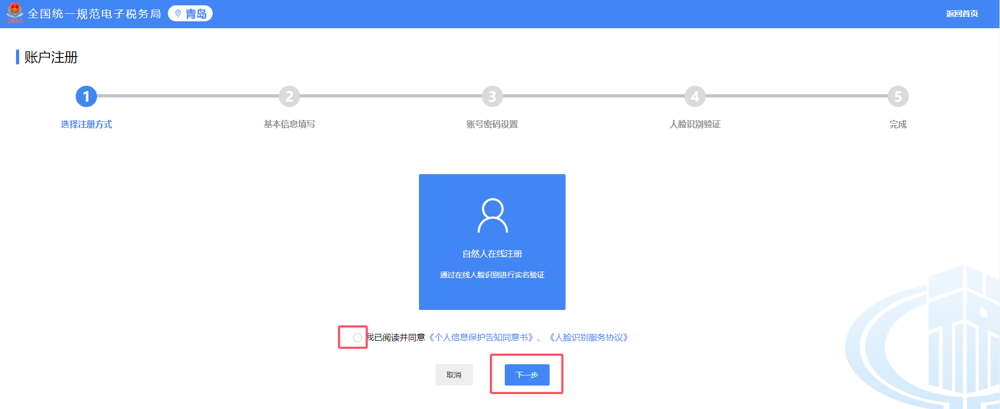 全国统一规范电子税务局 青岛 返回首页
账户注册
1 2 3 4 5
选择注册方式 基本信息填写 账号密码设置 人脸识别验证 完成
自然人在线注册
通过在线人脸识别进行实名验证
我已阅读并同意《个人信息保护告知同意书》、《人脸识别服务协议》
取消 下一步